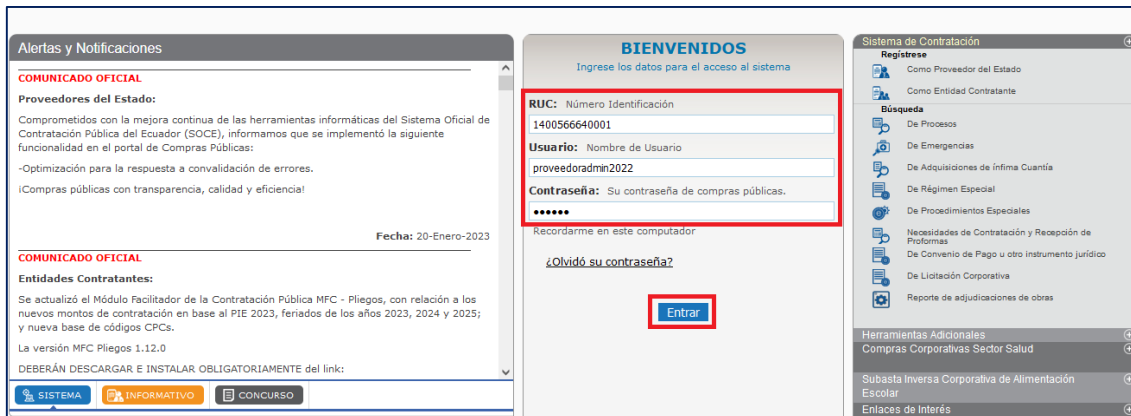 Alertas y Notificaciones
COMUNICADO OFICIAL
Proveedores del Estado:
Comprometidos con la mejora continua de las herramientas informáticas del Sistema Oficial de
Contratación Pública del Ecuador (SOCE), informamos que se implementó la siguiente
funcionalidad en el portal de Compras Públicas:
-Optimización para la respuesta a convalidación de errores.
¡Compras públicas con transparencia, calidad y eficiencia!
Fecha: 20-Enero-2023
COMUNICADO OFICIAL
Entidades Contratantes:
Se actualizó el Módulo Facilitador de la Contratación Pública MFC - Pliegos, con relación a los
nuevos montos de contratación en base al PIE 2023, feriados de los años 2023, 2024 y 2025;
y nueva base de códigos CPCs.
La versión MFC Pliegos 1.12.0
DEBERÁN DESCARGAR E INSTALAR OBLIGATORIAMENTE del link:
SISTEMA
INFORMATIVO
CONCURSO
BIENVENIDOS
Ingrese los datos para el acceso al sistema
RUC: Número Identificación
1400566640001
Usuario: Nombre de Usuario
proveedoradmin2022
Contraseña: Su contraseña de compras públicas.
••••••
Recordarme en este computador
¿Olvidó su contraseña?
Entrar
Sistema de Contratación
Regístrese
Como Proveedor del Estado
Como Entidad Contratante
Búsqueda
De Procesos
De Emergencias
De Adquisiciones de ínfima Cuantía
De Régimen Especial
De Procedimientos Especiales
Necesidades de Contratación y Recepción de
Proformas
De Convenio de Pago u otro instrumento jurídico
De Licitación Corporativa
Reporte de adjudicaciones de obras
Herramientas Adicionales
Compras Corporativas Sector Salud
Subasta Inversa Corporativa de Alimentación
Escolar
Enlaces de Interés